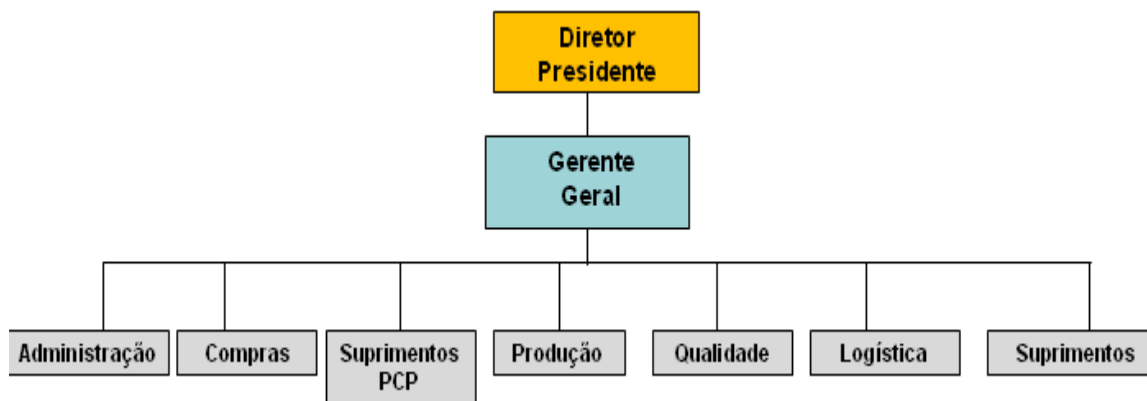 Diretor
Presidente
Gerente
Geral
Administração
Compras
Suprimentos
PCP
Produção
Qualidade
Logística
Suprimentos